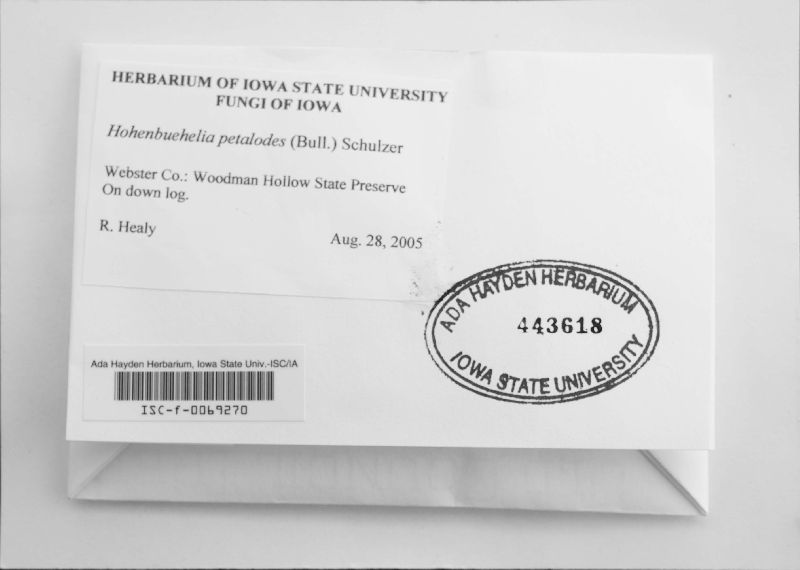 HERBARIUM OF IOWA STATE UNIVERSITY
FUNGI OF IOWA
Hohenbuehelia petalodes (Bull.) Schulzer
Webster Co.: Woodman Hollow State Preserve
On down log.
R. Healy
Aug. 28, 2005
ADA HAYDEN HERBARIUM
443618
IOWA STATE UNIVERSITY
Ada Hayden Herbarium, Iowa State Univ.-ISC/IA
ISC-f-0069270